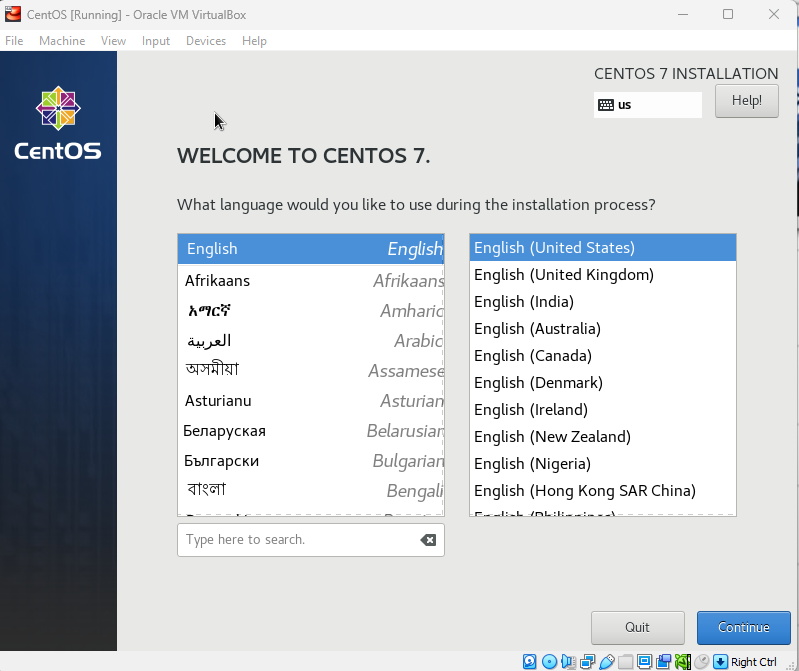 CentOS [Running] - Oracle VM VirtualBox
File Machine View Input Devices Help
CentOS
CENTOS 7 INSTALLATION
us
Help!
WELCOME TO CENTOS 7.
What language would you like to use during the installation process?
English English
Afrikaans Afrikaans
አማርኛ Amharic
العربية Arabic
অসমীয়া Assamese
Asturianu Asturian
Беларуская Belarusian
Български Bulgarian
বাংলা Bengali
English (United States)
English (United Kingdom)
English (India)
English (Australia)
English (Canada)
English (Denmark)
English (Ireland)
English (New Zealand)
English (Nigeria)
English (Hong Kong SAR China)
English (Philippines)
Type here to search.
Quit
Continue
Right Ctrl